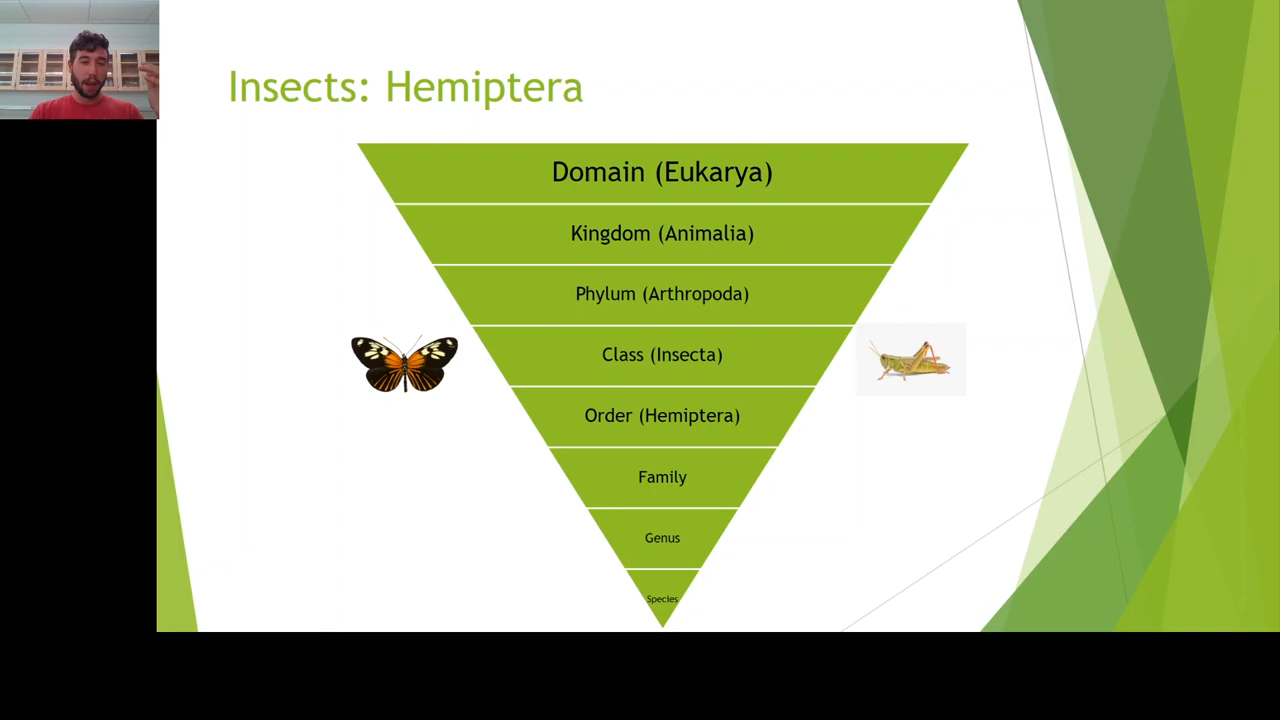 Insects: Hemiptera
Domain (Eukarya)
Kingdom (Animalia)
Phylum (Arthropoda)
Class (Insecta)
Order (Hemiptera)
Family
Genus
Species